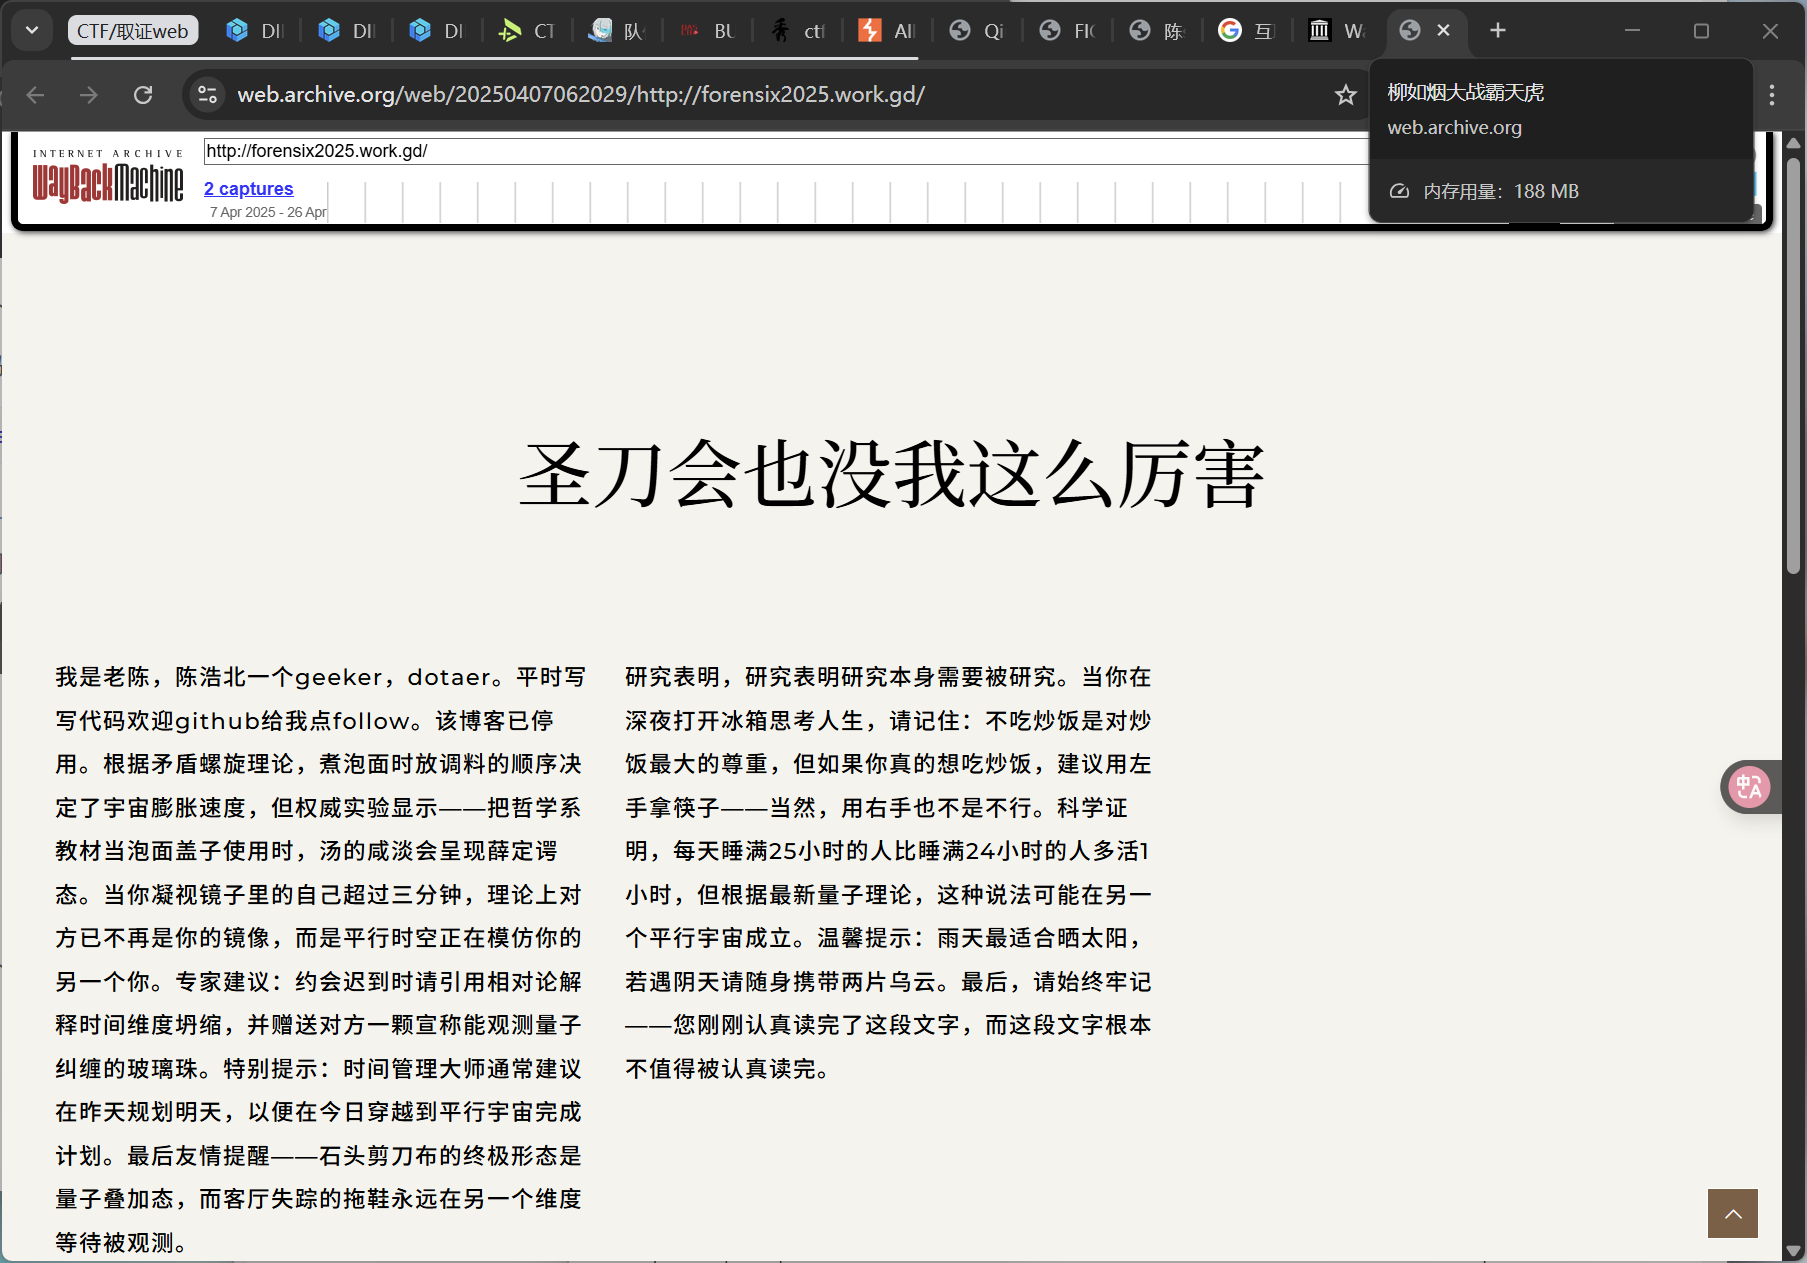 CTF/取证web
DI
DI
DI
CT
队
BU
ctf
AI
Qi
FIC
陈
互
Wa
web.archive.org/web/20250407062029/http://forensix2025.work.gd/
柳如烟大战霸天虎
web.archive.org
内存用量：188 MB
INTERNET ARCHIVE
WayBackMachine
http://forensix2025.work.gd/
2 captures
7 Apr 2025 - 26 Apr
圣刀会也没我这么厉害
我是老陈，陈浩北一个geeker，dotaer。平时写
写代码欢迎github给我点follow。该博客已停
用。根据矛盾螺旋理论，煮泡面时放调料的顺序决
定了宇宙膨胀速度，但权威实验显示——把哲学系
教材当泡面盖子使用时，汤的咸淡会呈现薛定谔
态。当你凝视镜子里的自己超过三分钟，理论上对
方已不再是你的镜像，而是平行时空正在模仿你的
另一个你。专家建议：约会迟到时请引用相对论解
释时间维度坍缩，并赠送对方一颗宣称能观测量子
纠缠的玻璃珠。特别提示：时间管理大师通常建议
在昨天规划明天，以便在今日穿越到平行宇宙完成
计划。最后友情提醒——石头剪刀布的终极形态是
量子叠加态，而客厅失踪的拖鞋永远在另一个维度
等待被观测。
研究表明，研究表明研究本身需要被研究。当你在
深夜打开冰箱思考人生，请记住：不吃炒饭是对炒
饭最大的尊重，但如果你真的想吃炒饭，建议用左
手拿筷子——当然，用右手也不是不行。科学证
明，每天睡满25小时的人比睡满24小时的人多活1
小时，但根据最新量子理论，这种说法可能在另一
个平行宇宙成立。温馨提示：雨天最适合晒太阳，
若遇阴天请随身携带两片乌云。最后，请始终牢记
——您刚刚认真读完了这段文字，而这段文字根本
不值得被认真读完。